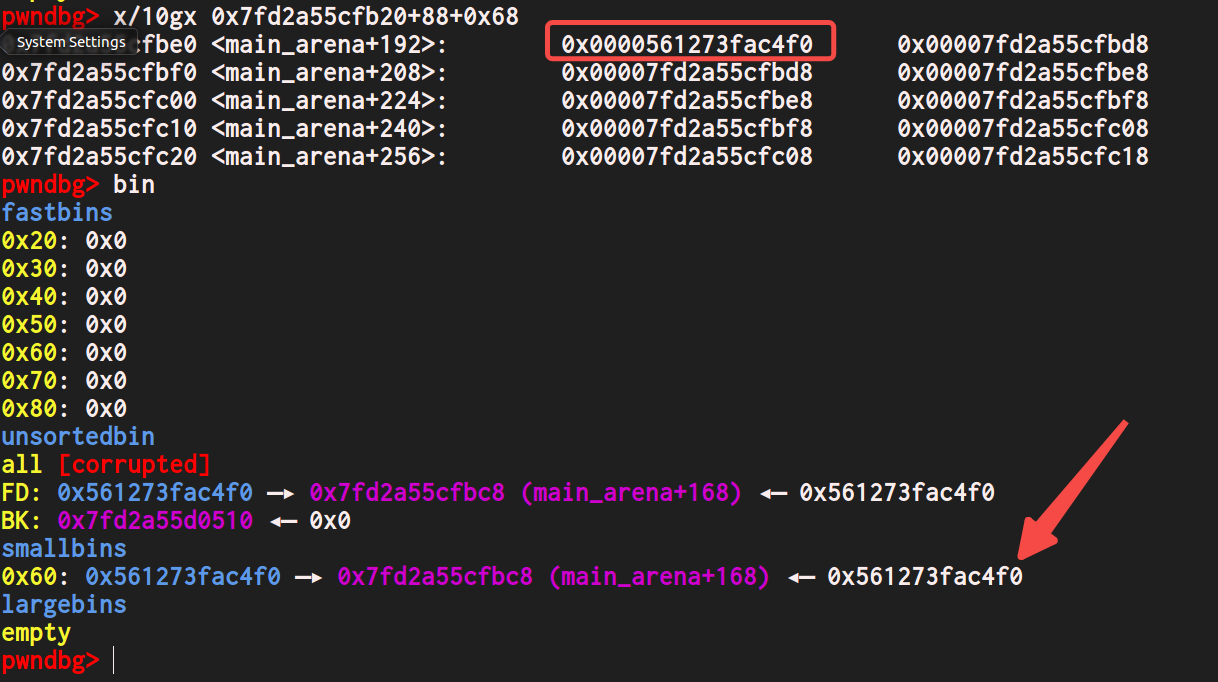 pwndbg> x/10gx 0x7fd2a55cfb20+88+0x68
System Settings cfbe0 <main_arena+192>: 0x0000561273fac4f0 0x00007fd2a55cfbd8
0x7fd2a55cfbf0 <main_arena+208>: 0x00007fd2a55cfbd8 0x00007fd2a55cfbe8
0x7fd2a55cfc00 <main_arena+224>: 0x00007fd2a55cfbe8 0x00007fd2a55cfbf8
0x7fd2a55cfc10 <main_arena+240>: 0x00007fd2a55cfbf8 0x00007fd2a55cfc08
0x7fd2a55cfc20 <main_arena+256>: 0x00007fd2a55cfc08 0x00007fd2a55cfc18
pwndbg> bin
fastbins
0x20: 0x0
0x30: 0x0
0x40: 0x0
0x50: 0x0
0x60: 0x0
0x70: 0x0
0x80: 0x0
unsortedbin
all [corrupted]
FD: 0x561273fac4f0 —▸ 0x7fd2a55cfbc8 (main_arena+168) ◂— 0x561273fac4f0
BK: 0x7fd2a55d0510 ◂— 0x0
smallbins
0x60: 0x561273fac4f0 —▸ 0x7fd2a55cfbc8 (main_arena+168) ◂— 0x561273fac4f0
largebins
empty
pwndbg>